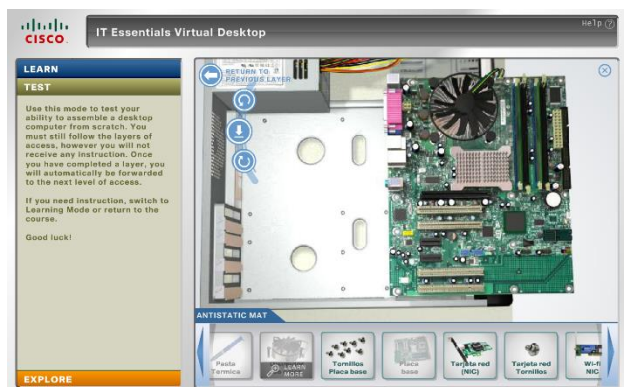 CISCO
IT Essentials Virtual Desktop
Help ?
LEARN
TEST
Use this mode to test your
ability to assemble a desktop
computer from scratch. You
must still follow the layers of
access, however you will not
receive any instruction. Once
you have completed a layer, you
will automatically be forwarded
to the next level of access.
If you need instruction, switch to
Learning Mode or return to the
course.
Good luck!
EXPLORE
RETURN TO
PREVIOUS LAYER
ANTISTATIC MAT
Pasta
Termica
LEARN
MORE
Tornillos
Placa base
Placa
base
Tarjeta red
(NIC)
Tarjeta red
Tornillos
Wi-fi
NIC